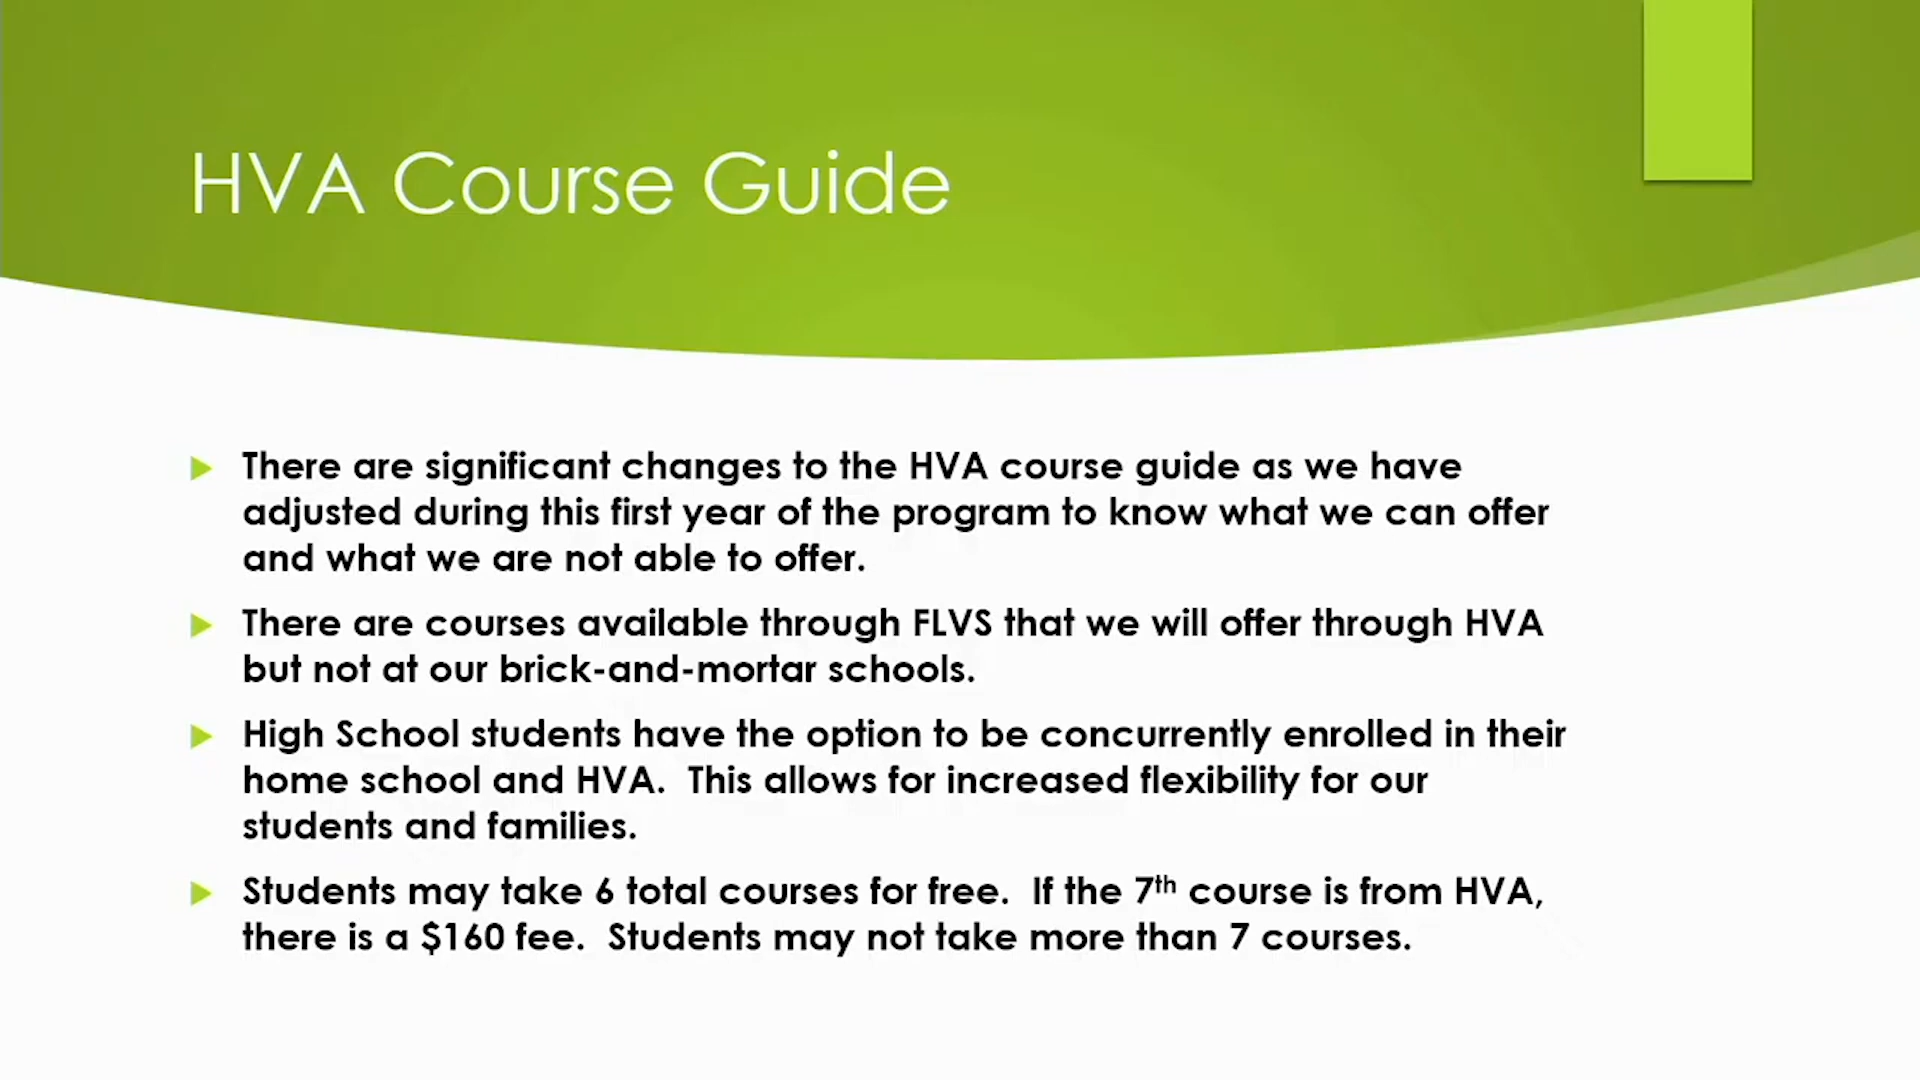 HVA Course Guide
There are significant changes to the HVA course guide as we have
adjusted during this first year of the program to know what we can offer
and what we are not able to offer.
There are courses available through FLVS that we will offer through HVA
but not at our brick-and-mortar schools.
High School students have the option to be concurrently enrolled in their
home school and HVA.  This allows for increased flexibility for our
students and families.
Students may take 6 total courses for free.  If the 7th course is from HVA,
there is a $160 fee.  Students may not take more than 7 courses.